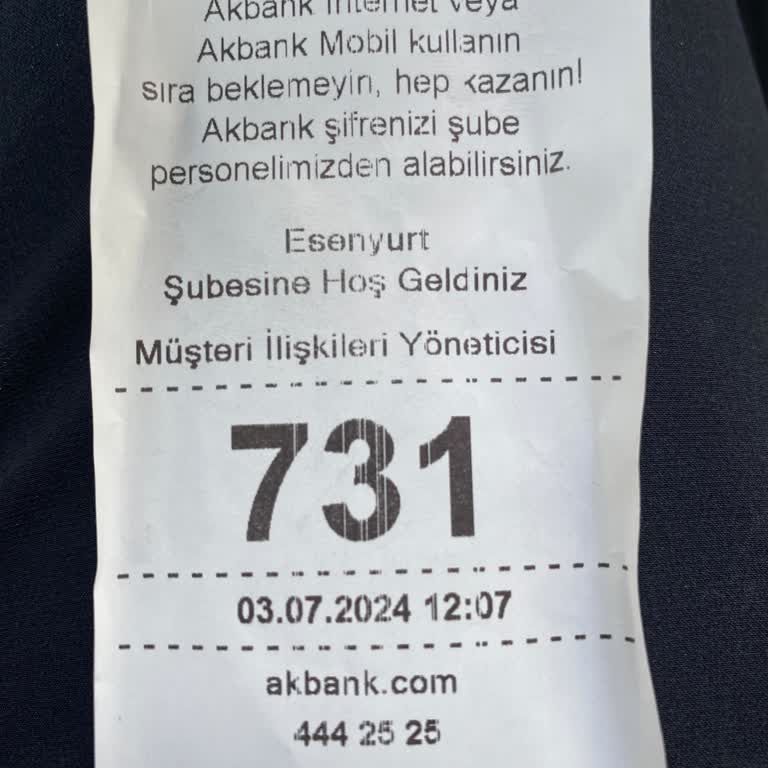 Akbank İnternet veya
Akbank Mobil kullanın
sıra beklemeyin, hep kazanın!
Akbank şifrenizi şube
personelimizden alabilirsiniz.
Esenyurt
Şubesine Hoş Geldiniz
Müşteri İlişkileri Yöneticisi
731
03.07.2024 12:07
akbank.com
444 25 25